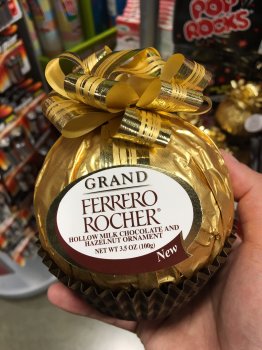 POP
ROCKS
GRAND
FERRERO
ROCHER®
HOLLOW MILK CHOCOLATE AND
HAZELNUT ORNAMENT
NET WT 3.5 OZ (100g)
New